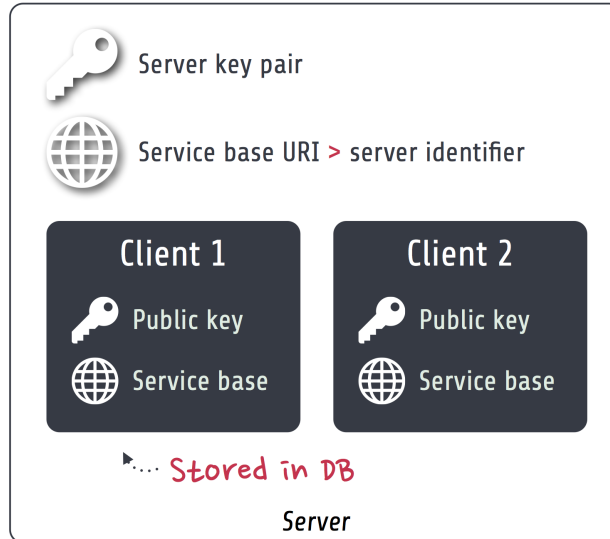 Server key pair
Service base URI > server identifier
Client 1
Public key
Service base
Client 2
Public key
Service base
Stored in DB
Server